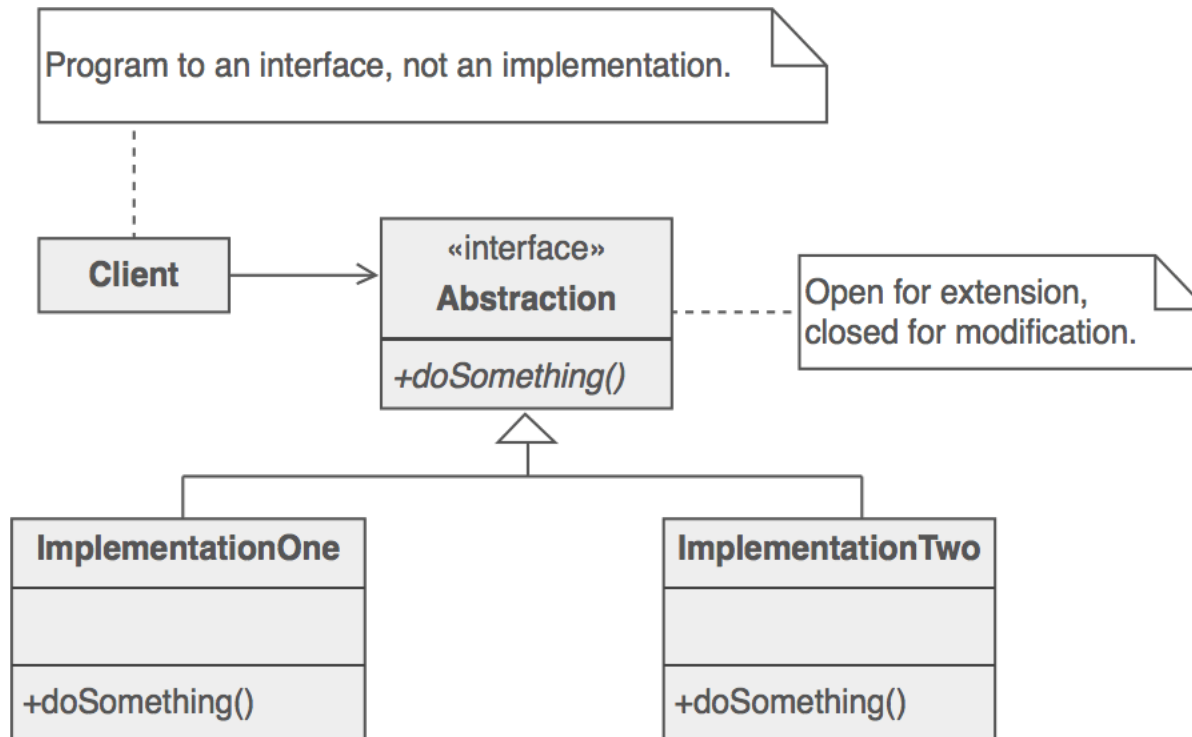 Program to an interface, not an implementation.
Client
«interface»
Abstraction
+doSomething()
Open for extension,
closed for modification.
ImplementationOne
+doSomething()
ImplementationTwo
+doSomething()